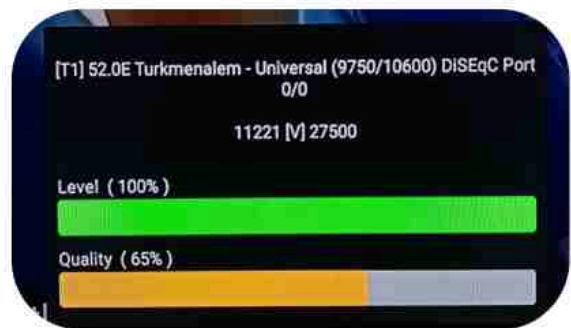 [T1] 52.0E Turkmenalem - Universal (9750/10600) DiSEqC Port
0/0
11221 [V] 27500
Level ( 100% )
Quality ( 65% )